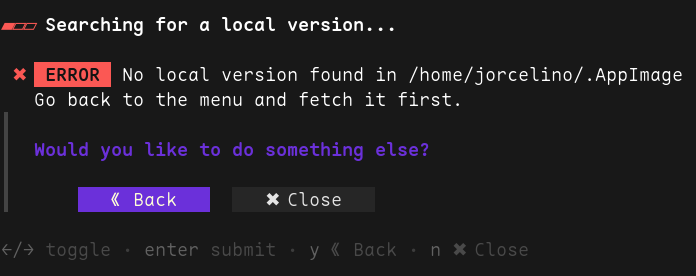 Searching for a local version...
✖ ERROR No local version found in /home/jorcelino/.AppImage
Go back to the menu and fetch it first.
Would you like to do something else?
《 Back ✖ Close
←/→ toggle · enter submit · y 《 Back · n ✖ Close